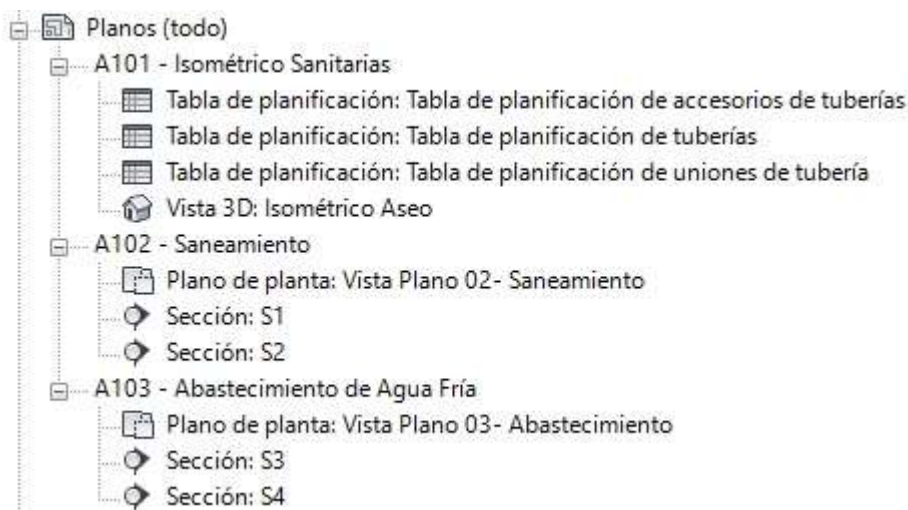 Planos (todo)
A101 - Isométrico Sanitarias
Tabla de planificación: Tabla de planificación de accesorios de tuberías
Tabla de planificación: Tabla de planificación de tuberías
Tabla de planificación: Tabla de planificación de uniones de tubería
Vista 3D: Isométrico Aseo
A102 - Saneamiento
Plano de planta: Vista Plano 02- Saneamiento
Sección: S1
Sección: S2
A103 - Abastecimiento de Agua Fría
Plano de planta: Vista Plano 03- Abastecimiento
Sección: S3
Sección: S4